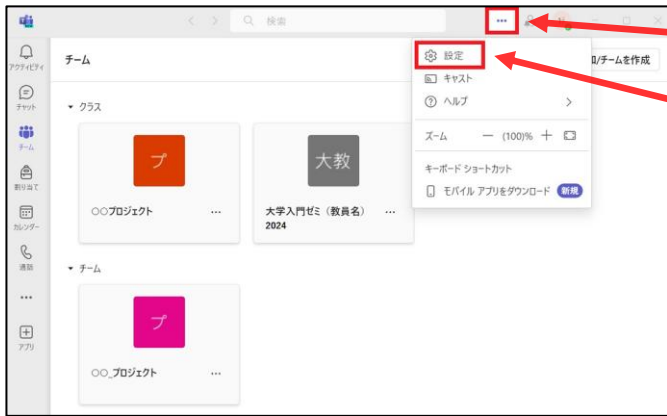 検索
アクティビティ
チャット
チーム
割り当て
カレンダー
通話
アプリ
チーム
加/チームを作成
クラス
プ
〇〇プロジェクト
大教
大学入門ゼミ（教員名）
2024
チーム
プ
〇〇_プロジェクト
設定
キャスト
ヘルプ
ズーム
(100)%
キーボード ショートカット
モバイル アプリをダウンロード 新規